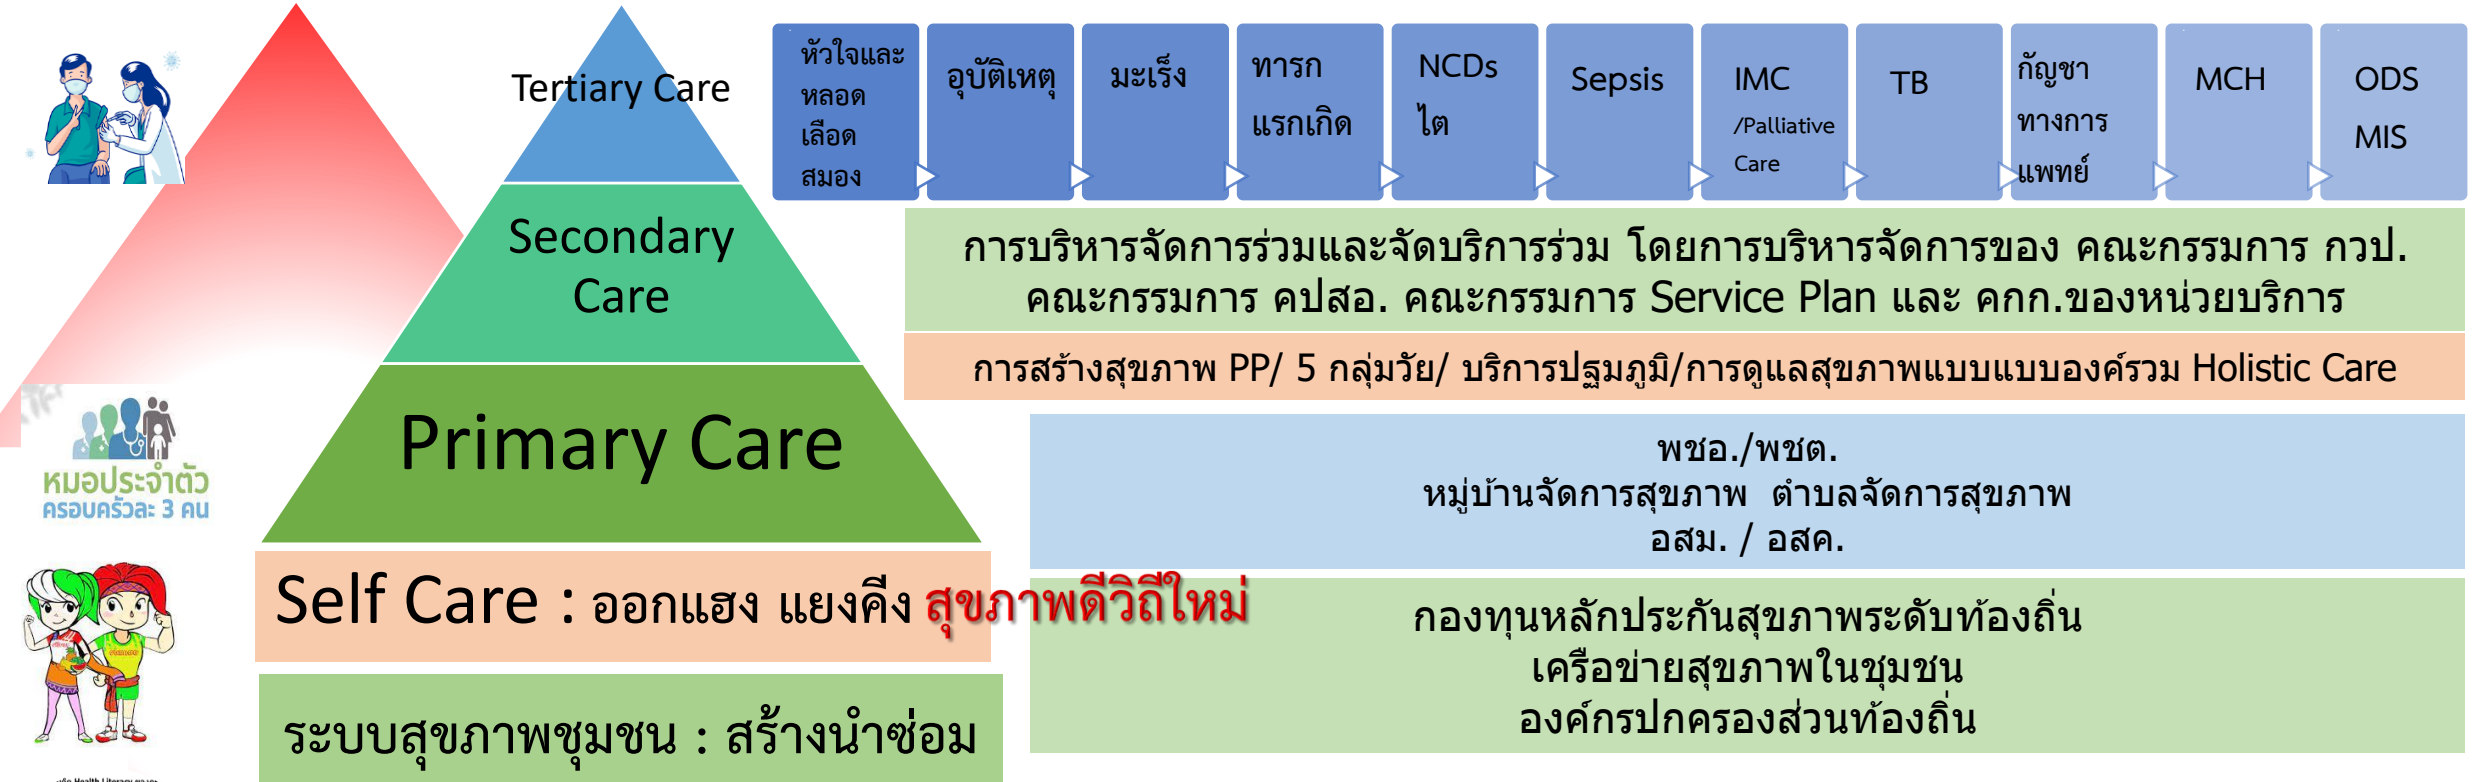 Tertiary Care
Secondary
Care
Primary Care
หัวใจและ
หลอด
เลือด
สมอง
อุบัติเหตุ
มะเร็ง
ทารก
แรกเกิด
NCDs
ไต
Sepsis
IMC
/Palliative
Care
TB
กัญชา
ทางการ
แพทย์
MCH
ODS
MIS
การบริหารจัดการร่วมและจัดบริการร่วม โดยการบริหารจัดการของ คณะกรรมการ กวป.
คณะกรรมการ คปสอ. คณะกรรมการ Service Plan และ คกก.ของหน่วยบริการ
การสร้างสุขภาพ PP/ 5 กลุ่มวัย/ บริการปฐมภูมิ/การดูแลสุขภาพแบบแบบองค์รวม Holistic Care
พชอ./พชต.
หมู่บ้านจัดการสุขภาพ ตำบลจัดการสุขภาพ
อสม. / อสค.
หมอประจำตัว
ครอบครัวละ 3 คน
Self Care : ออกแฮง แยงคีง สุขภาพดีวิถีใหม่
กองทุนหลักประกันสุขภาพระดับท้องถิ่น
เครือข่ายสุขภาพในชุมชน
องค์กรปกครองส่วนท้องถิ่น
ระบบสุขภาพชุมชน : สร้างนำซ่อม
Health Literacy